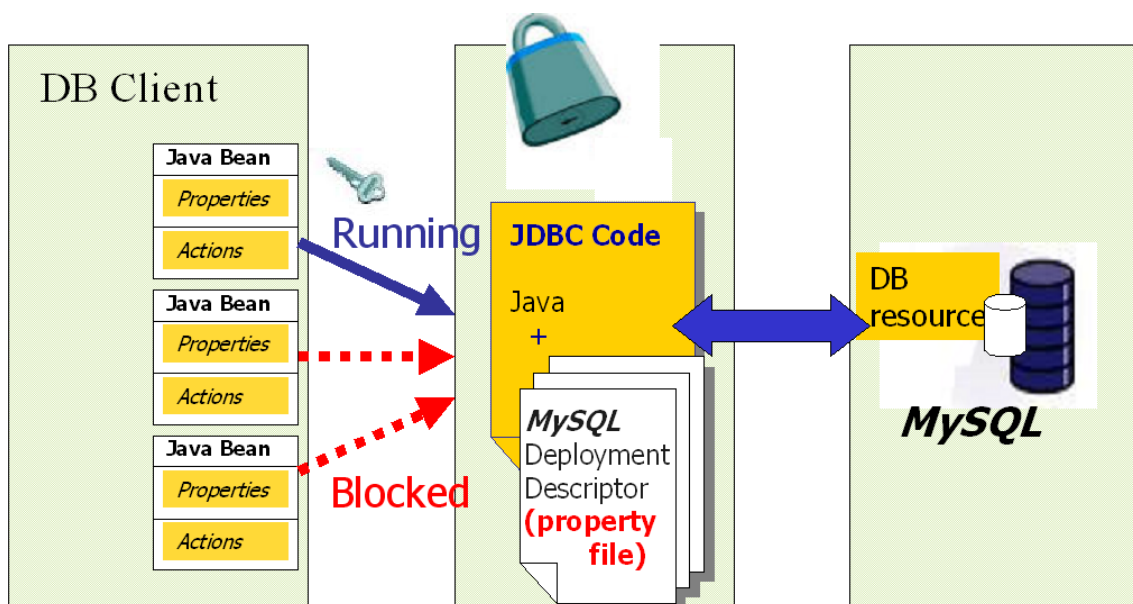 DB Client
Java Bean
Properties
Actions
Java Bean
Properties
Actions
Java Bean
Properties
Actions
Running
Blocked
JDBC Code
Java
+
MySQL
Deployment
Descriptor
(property
file)
DB
resource
MySQL